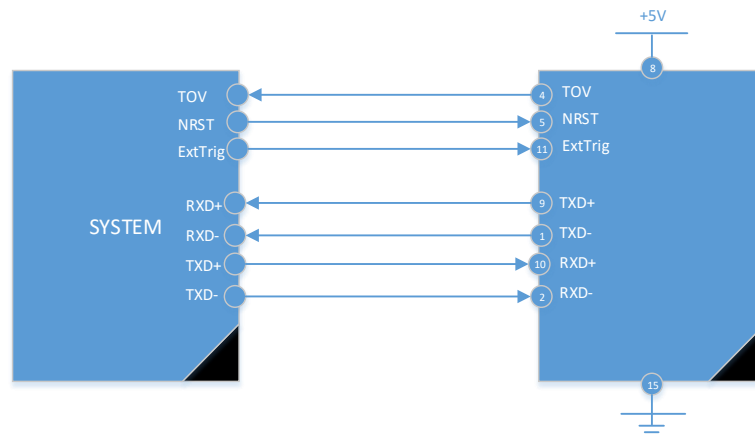 +5V
8
TOV
4
TOV
NRST
5
NRST
ExtTrig
11
ExtTrig
RXD+
9
TXD+
SYSTEM
RXD-
1
TXD-
TXD+
10
RXD+
TXD-
2
RXD-
15